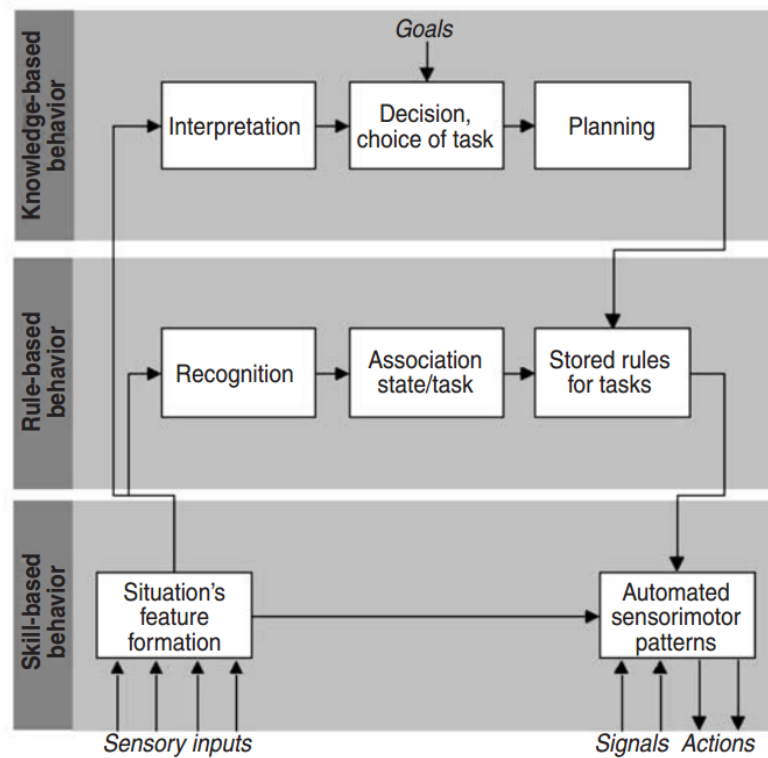 Knowledge-based
behavior
Goals
Interpretation
Decision,
choice of task
Planning
Rule-based
behavior
Recognition
Association
state/task
Stored rules
for tasks
Skill-based
behavior
Situation's
feature
formation
Automated
sensorimotor
patterns
Sensory inputs
Signals
Actions